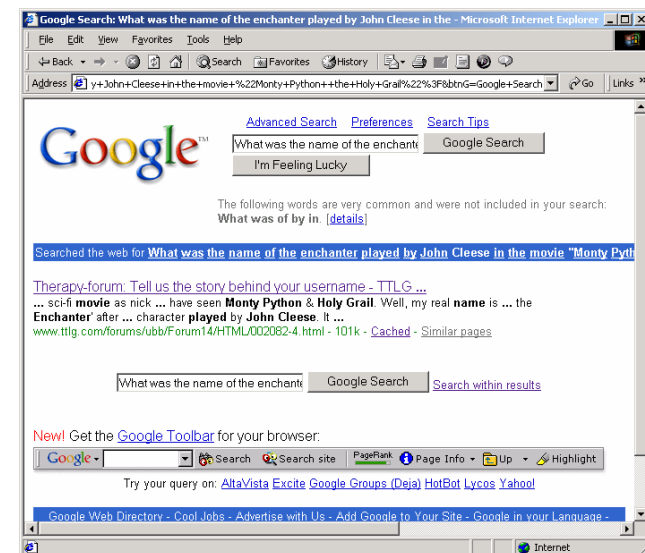 Google Search: What was the name of the enchanter played by John Cleese in the - Microsoft Internet Explorer
File Edit View Favorites Tools Help
Back Search Favorites History
Address y+John+Cleese+in+the+movie+%22Monty+Python++the+Holy+Grail%22%3F&btnG=Google+Search Go Links »
Advanced Search Preferences Search Tips
Google™ What was the name of the enchante Google Search
I'm Feeling Lucky
The following words are very common and were not included in your search:
What was of by in. [details]
Searched the web for What was the name of the enchanter played by John Cleese in the movie "Monty Pyth
Therapy-forum: Tell us the story behind your username - TTLG ...
... sci-fi movie as nick ... have seen Monty Python & Holy Grail. Well, my real name is ... the
Enchanter' after ... character played by John Cleese. It ...
www.ttlg.com/forums/ubb/Forum14/HTML/002082-4.html - 101k - Cached - Similar pages
What was the name of the enchante Google Search Search within results
New! Get the Google Toolbar for your browser:
Google Search Search site PageRank Page Info Up Highlight
Try your query on: AltaVista Excite Google Groups (Deja) HotBot Lycos Yahoo!
Google Web Directory - Cool Jobs - Advertise with Us - Add Google to Your Site - Google in your Language -
Internet